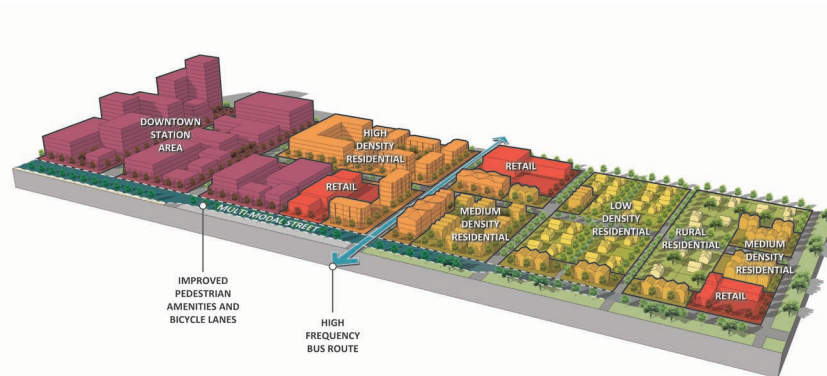 DOWNTOWN
STATION
AREA
HIGH
DENSITY
RESIDENTIAL
RETAIL
RETAIL
MULTI-MODAL STREET
MEDIUM
DENSITY
RESIDENTIAL
LOW
DENSITY
RESIDENTIAL
RURAL
RESIDENTIAL
MEDIUM
DENSITY
RESIDENTIAL
RETAIL
IMPROVED
PEDESTRIAN
AMENITIES AND
BICYCLE LANES
HIGH
FREQUENCY
BUS ROUTE